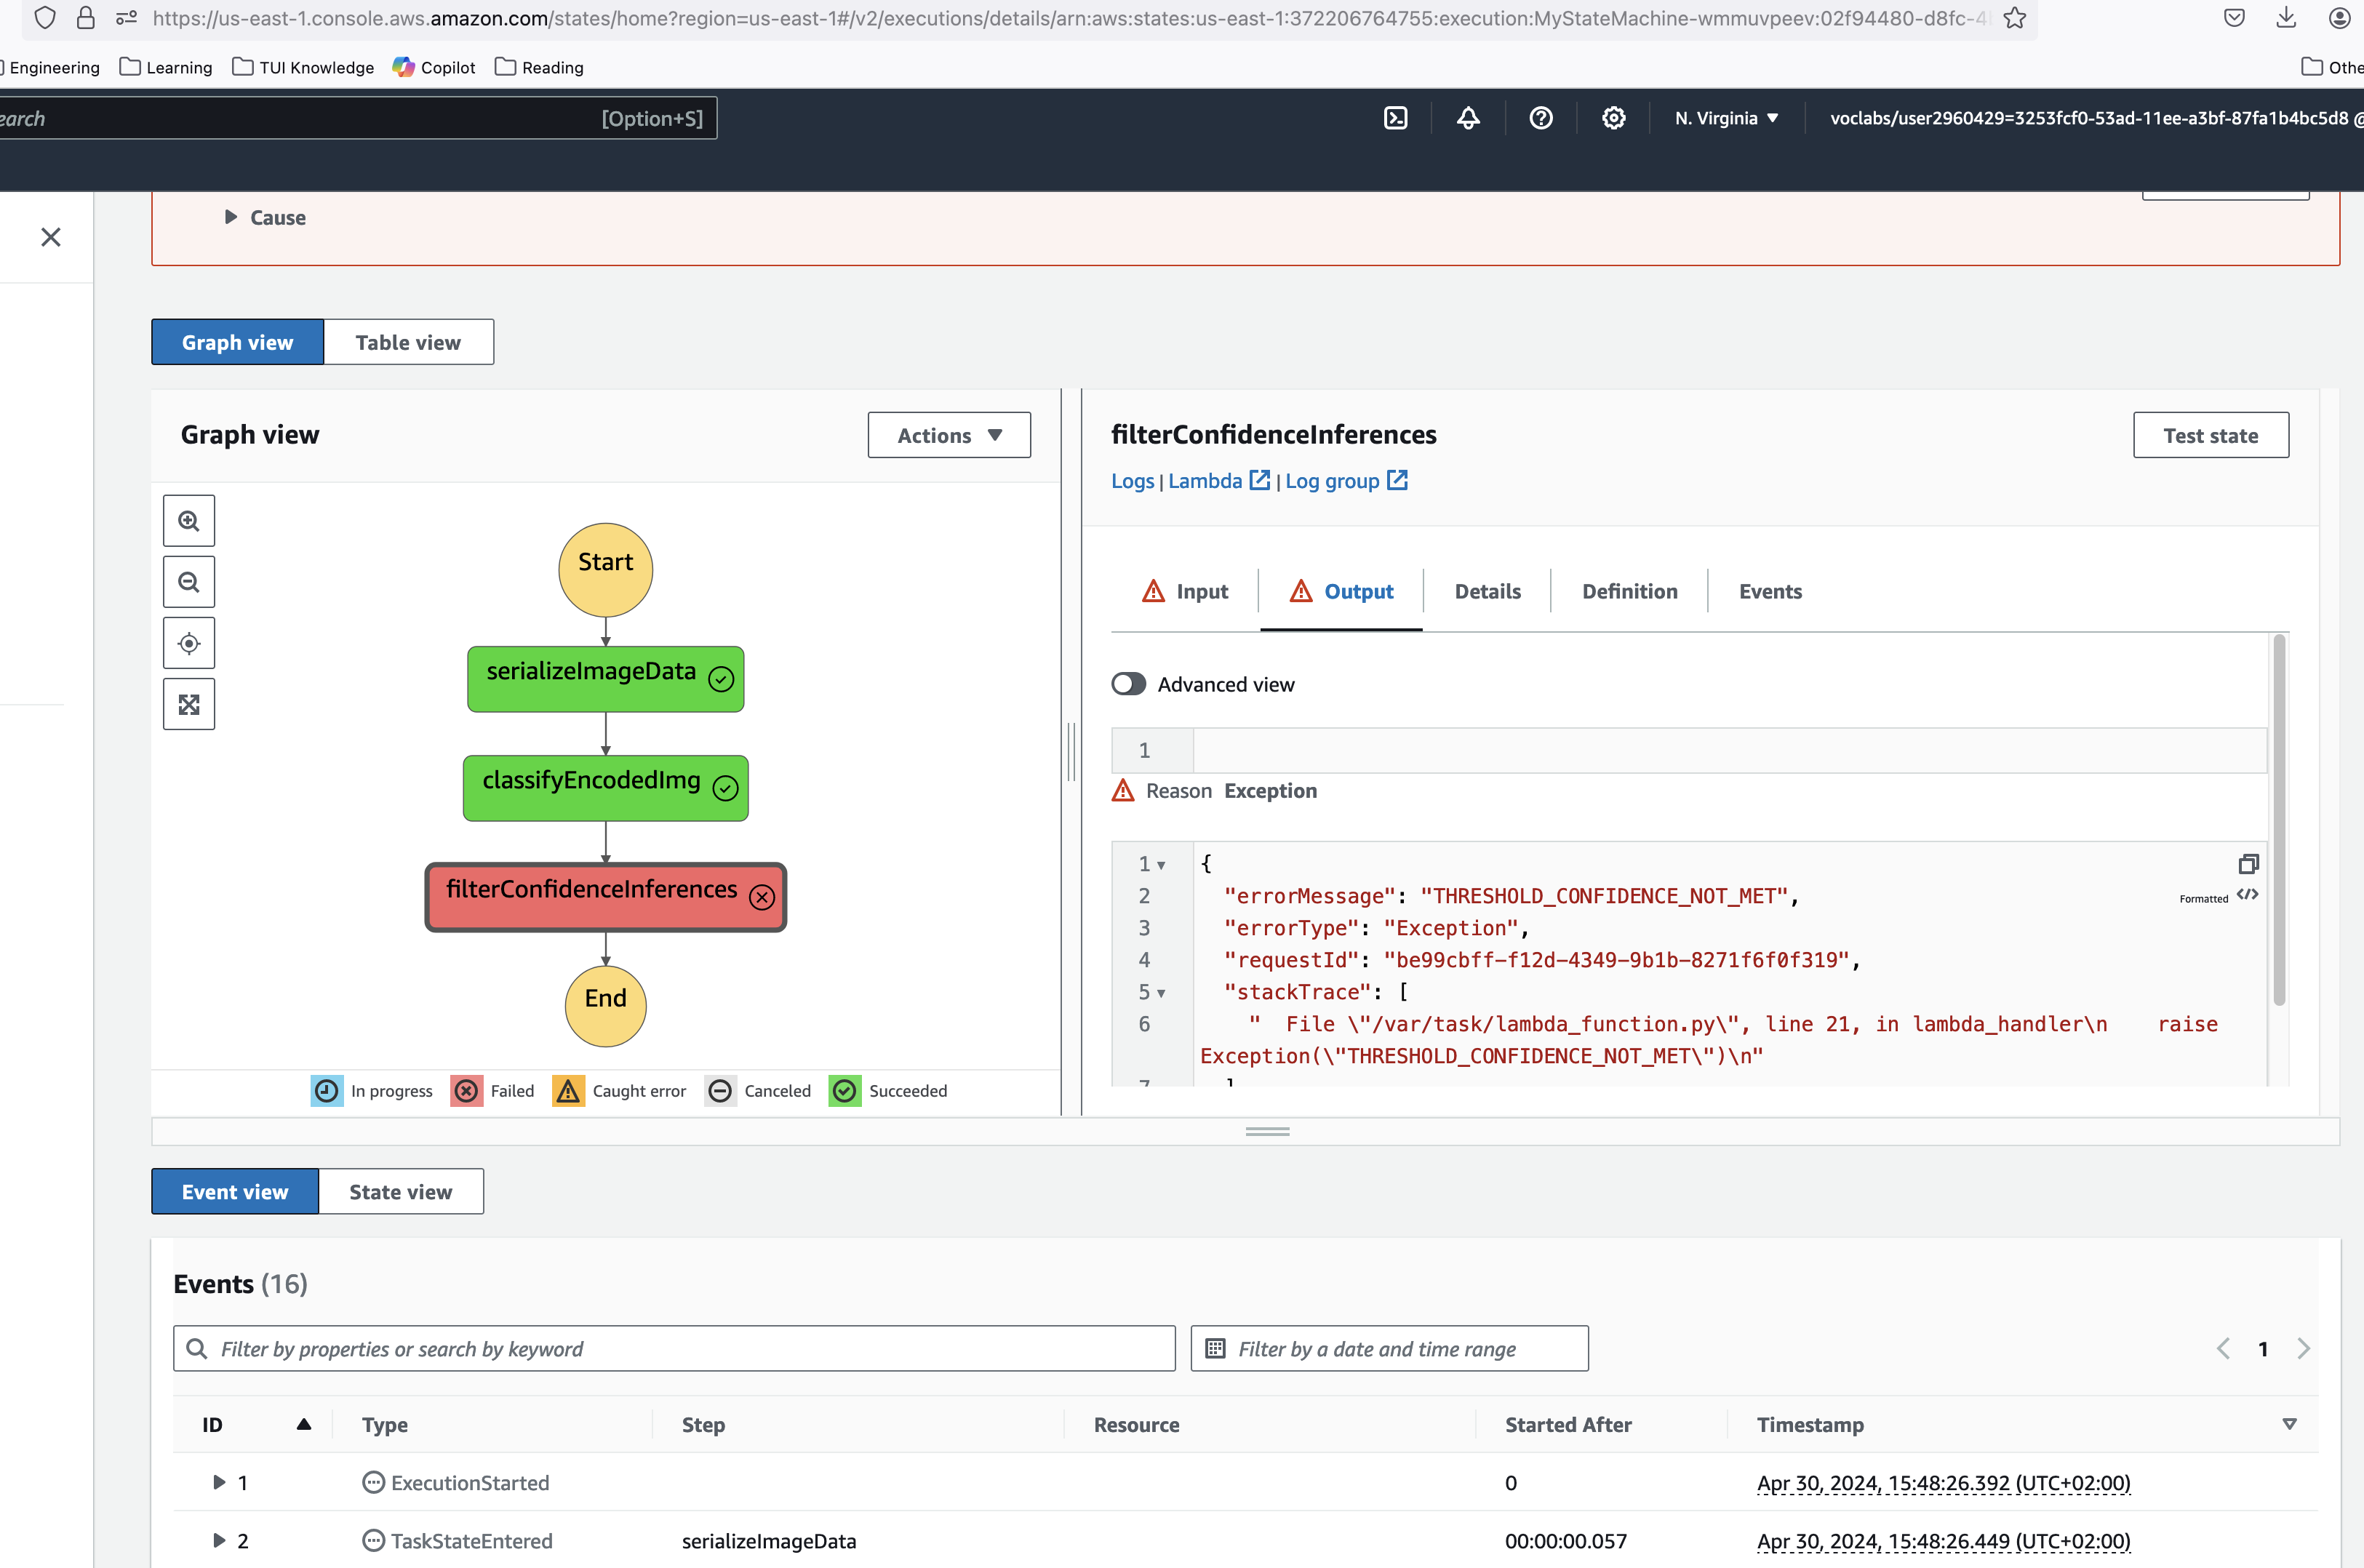 https://us-east-1.console.aws.amazon.com/states/home?region=us-east-1#/v2/executions/details/arn:aws:states:us-east-1:372206764755:execution:MyStateMachine-wmmuvpeev:02f94480-d8fc-4
Engineering Learning TUI Knowledge Copilot Reading Othe
earch [Option+S] N. Virginia ▼ voclabs/user2960429=3253fcf0-53ad-11ee-a3bf-87fa1b4bc5d8 @
Cause
Graph view Table view
Graph view Actions ▼
filterConfidenceInferences Test state
Logs | Lambda | Log group
Start
serializeImageData
classifyEncodedImg
filterConfidenceInferences
End
In progress Failed Caught error Canceled Succeeded
Input Output Details Definition Events
Advanced view
1
Reason Exception
1 {
Formatted
2 "errorMessage": "THRESHOLD_CONFIDENCE_NOT_MET",
3 "errorType": "Exception",
4 "requestId": "be99cbff-f12d-4349-9b1b-8271f6f0f319",
5 "stackTrace": [
6 "  File \"/var/task/lambda_function.py\", line 21, in lambda_handler\n    raise
Exception(\"THRESHOLD_CONFIDENCE_NOT_MET\")\n"
7 ]
Event view State view
Events (16)
Filter by properties or search by keyword Filter by a date and time range 1
ID Type Step Resource Started After Timestamp
1 ExecutionStarted 0 Apr 30, 2024, 15:48:26.392 (UTC+02:00)
2 TaskStateEntered serializeImageData 00:00:00.057 Apr 30, 2024, 15:48:26.449 (UTC+02:00)